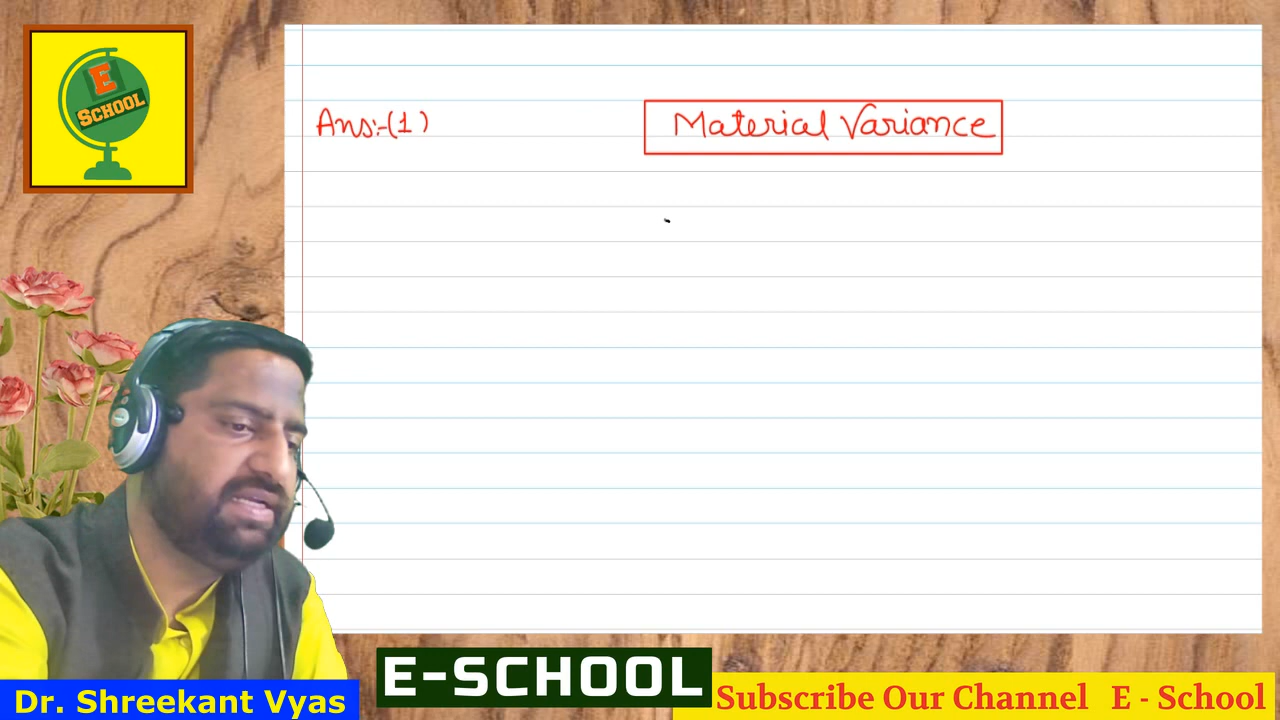 E
SCHOOL
Ans:-(1)
Material Variance
E-SCHOOL
Dr. Shreekant Vyas
Subscribe Our Channel E - School